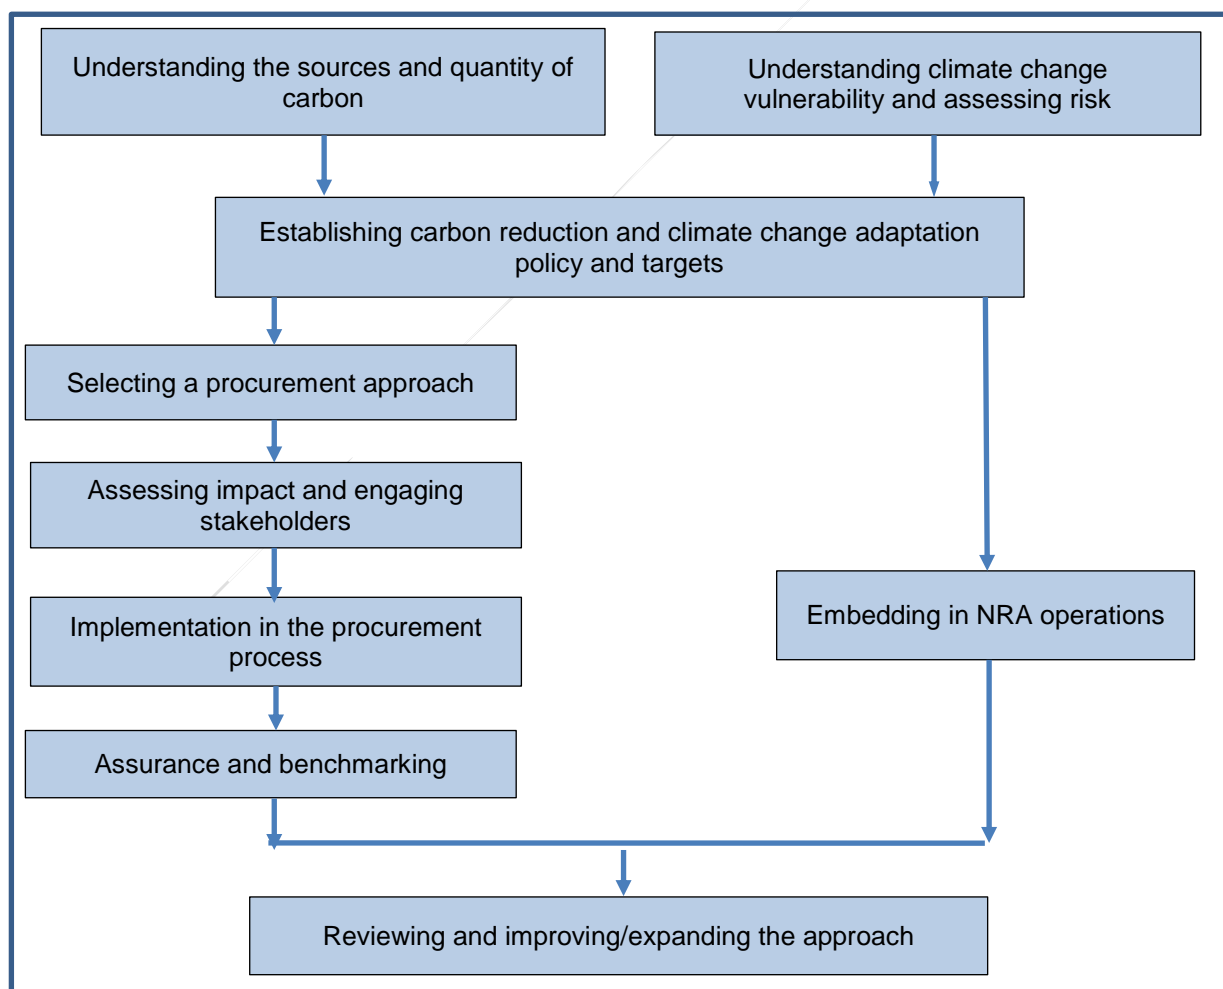 Understanding the sources and quantity of
carbon
Understanding climate change
vulnerability and assessing risk
Establishing carbon reduction and climate change adaptation
policy and targets
Selecting a procurement approach
Assessing impact and engaging
stakeholders
Implementation in the procurement
process
Embedding in NRA operations
Assurance and benchmarking
Reviewing and improving/expanding the approach